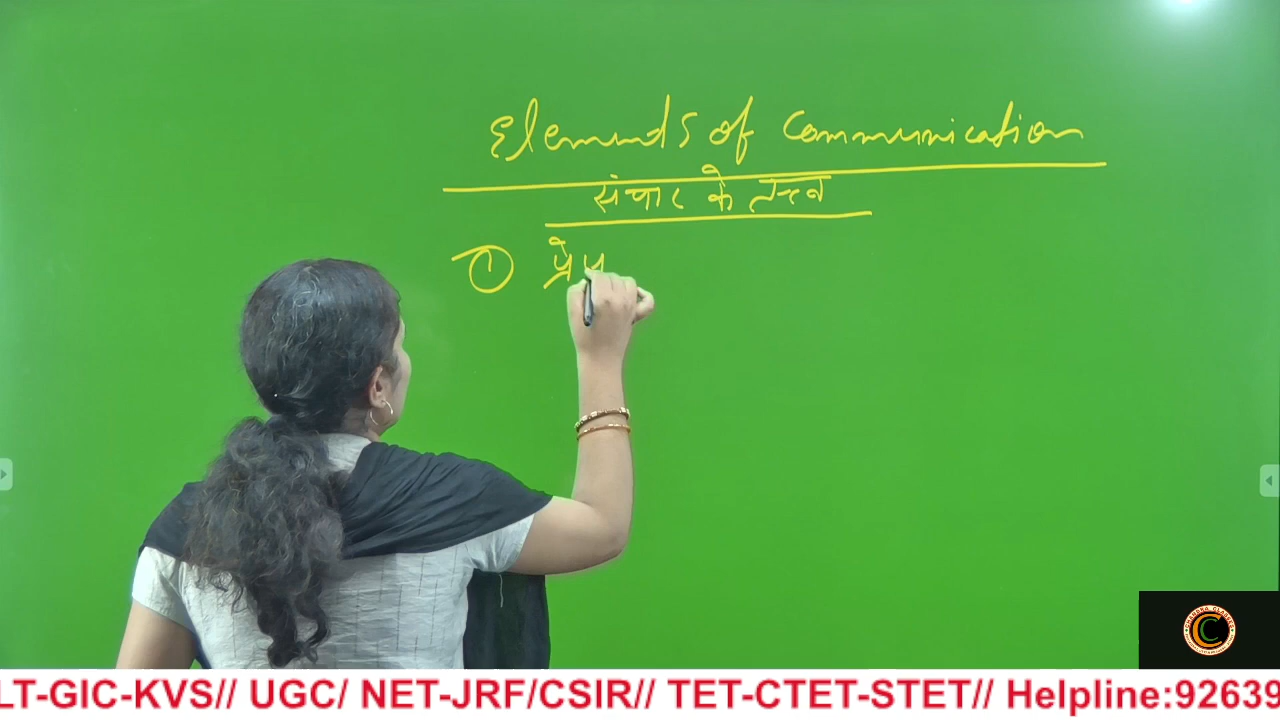 Elements of Communication
संचार के तत्त्व
① प्रेष
LT-GIC-KVS// UGC/ NET-JRF/CSIR// TET-CTET-STET// Helpline:92639